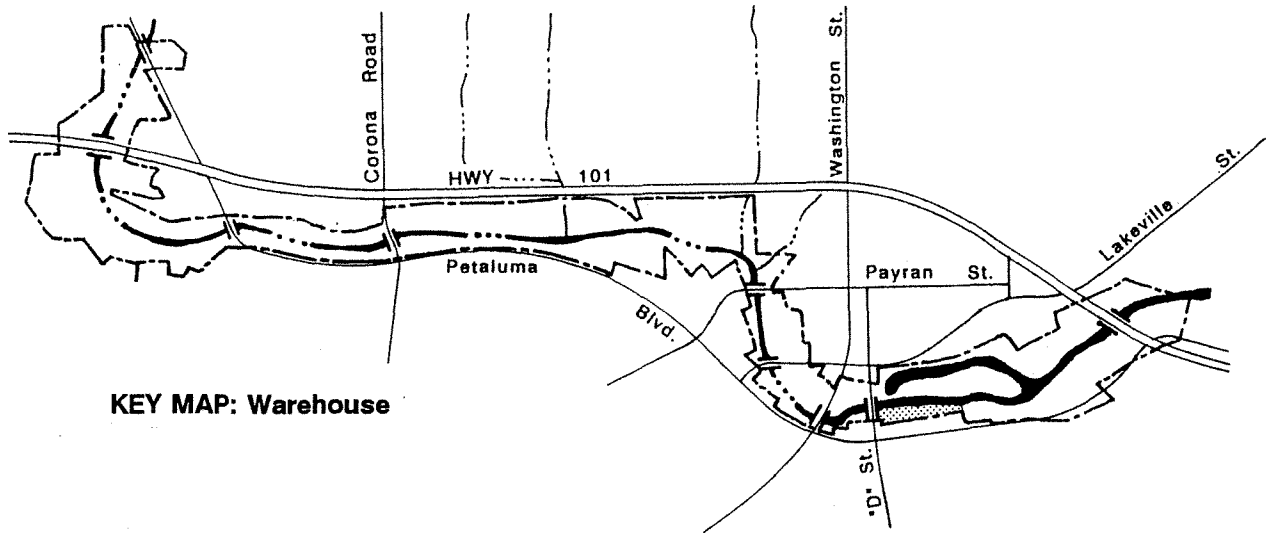 Corona Road
Washington St.
HWY 101
Lakeville St.
Petaluma Blvd.
Payran St.
KEY MAP: Warehouse
"D" St.